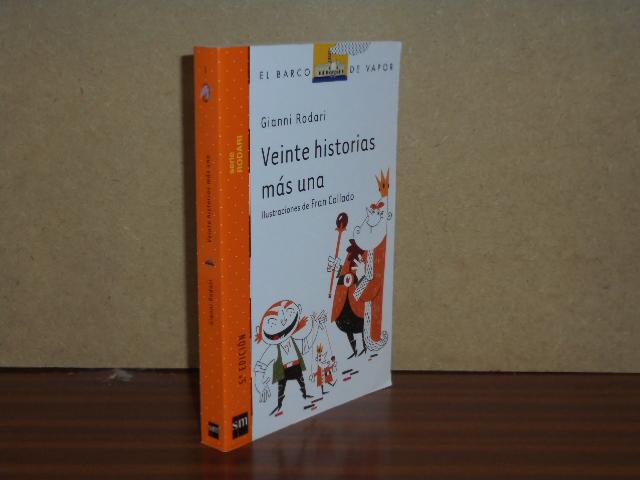 EL BARCO DE VAPOR
Gianni Rodari
Veinte historias
más una
Ilustraciones de Fran Collado
serie
RODARI
5ª EDICIÓN
sm
Gianni Rodari
Veinte historias más una
sm